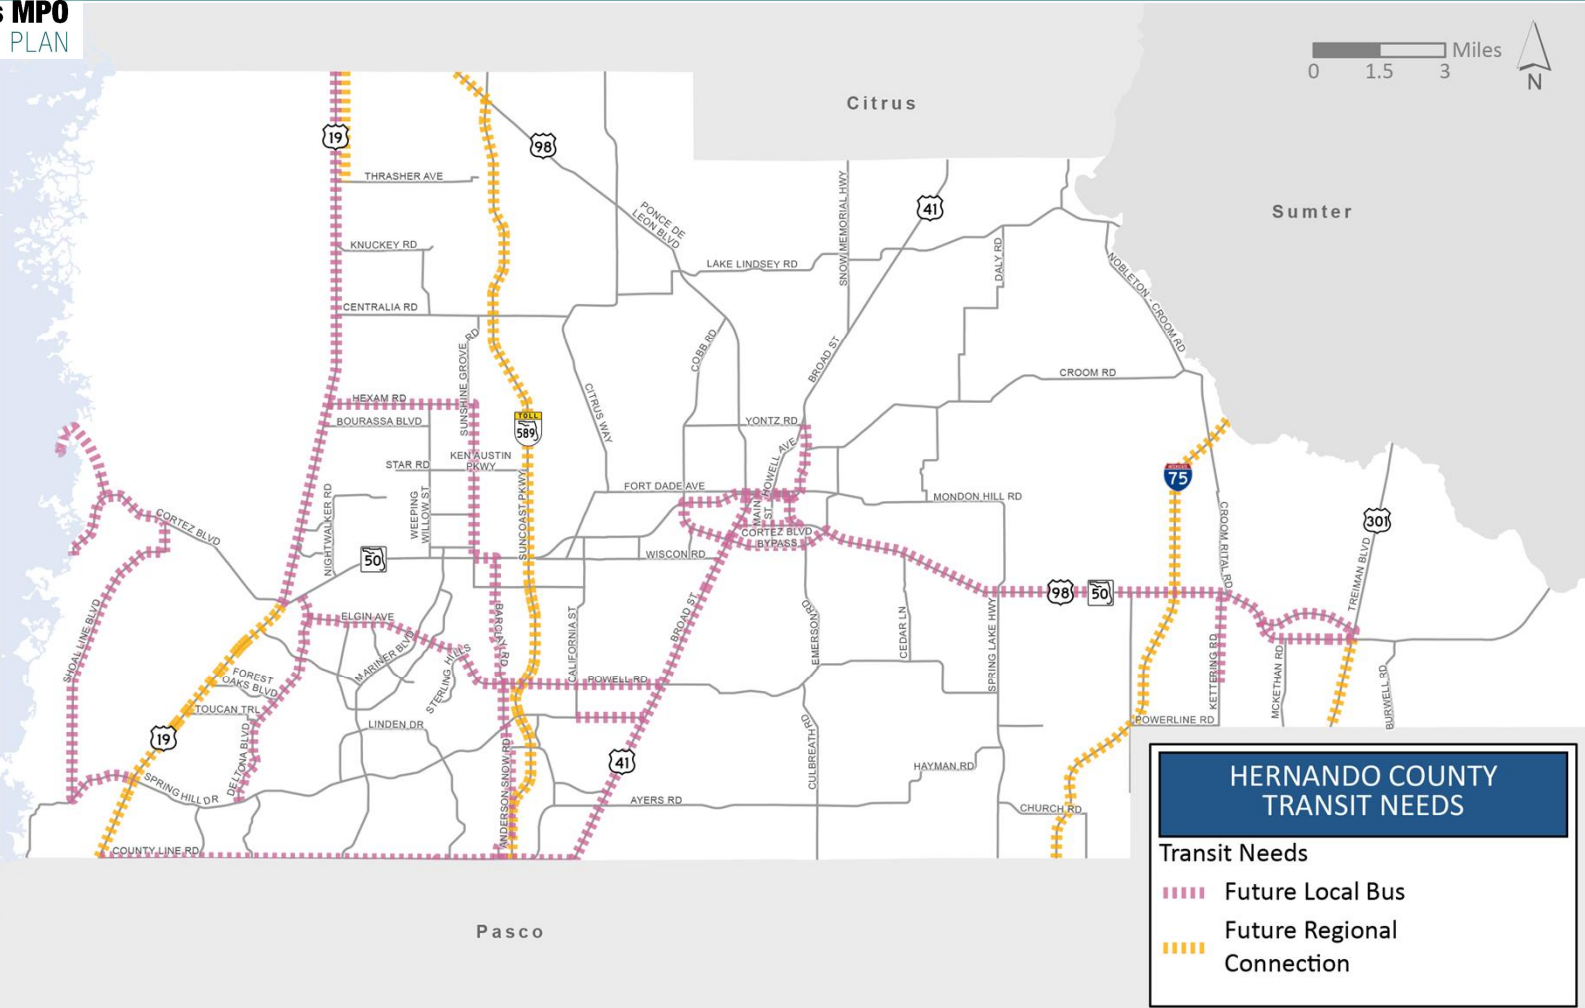 s MPO
PLAN
Miles
0 1.5 3
N
Citrus
Sumter
Pasco
19
98
41
THRASHER AVE
PONCE DE
LEON BLVD
SNOW MEMORIAL HWY
KNUCKEY RD
LAKE LINDSEY RD
DALY RD
NOBLETON - CROOM RD
CENTRALIA RD
SUNSHINE GROVE RD
COBB RD
BROAD ST
CROOM RD
HEXAM RD
CITRUS WAY
BOURASSA BLVD
TOLL
589
YONTZ RD
KEN AUSTIN
PKWY
STAR RD
HOWELL AVE
INTERSTATE
75
NIGHTWALKER RD
WEEPING
WILLOW ST
SUNCOAST PKWY
FORT DADE AVE
MAIN
ST
MONDON HILL RD
CORTEZ BLVD
CROOM RITAL RD
301
CORTEZ BLVD
BYPASS
50
WISCON RD
TREIMAN BLVD
98
50
SHOAL LINE BLVD
ELGIN AVE
BARCLAY RD
CALIFORNIA ST
BROAD ST
EMERSON RD
CEDAR LN
SPRING LAKE HWY
MARINER BLVD
STERLING HILLS
KETTERING RD
MCKETHAN RD
BURWELL RD
FOREST
OAKS BLVD
POWELL RD
TOUCAN TRL
LINDEN DR
POWERLINE RD
19
DELTONA BLVD
ANDERSON SNOW RD
41
CULBREATH RD
HAYMAN RD
SPRING HILL DR
AYERS RD
CHURCH RD
COUNTY LINE RD
HERNANDO COUNTY
TRANSIT NEEDS
Transit Needs
Future Local Bus
Future Regional
Connection